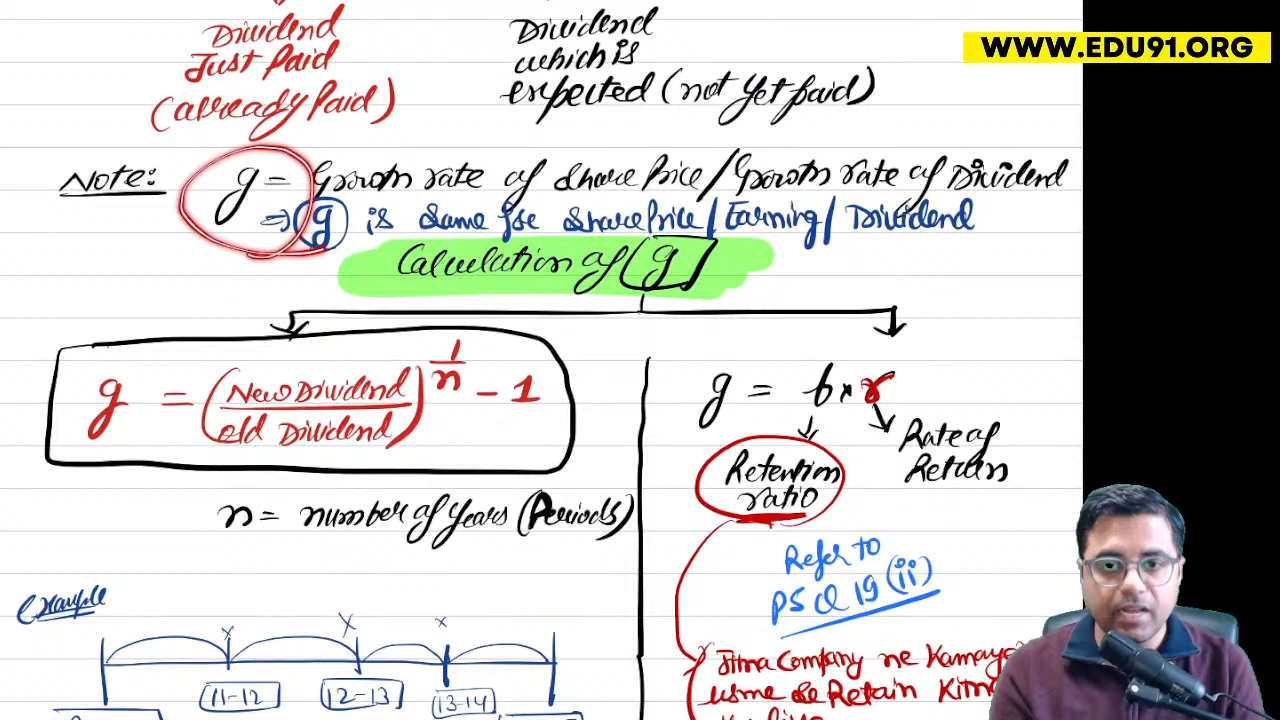 WWW.EDU91.ORG
Dividend
Just Paid
(already Paid)
Dividend
which is
expected (not yet paid)
Note: g = Growth rate of Share Price / Growth rate of Dividend
⇒ g is same for Share Price / Earning / Dividend
Calculation of g
g = (New Dividend / old Dividend)^(1/n) - 1
n = number of years (Periods)
g = b × r
Retention
ratio
Rate of
Return
Refer to
PS Q 19 (ii)
Jitna Company ne Kamaya
usme se Retain Kitna
Example
11-12
12-13
13-14